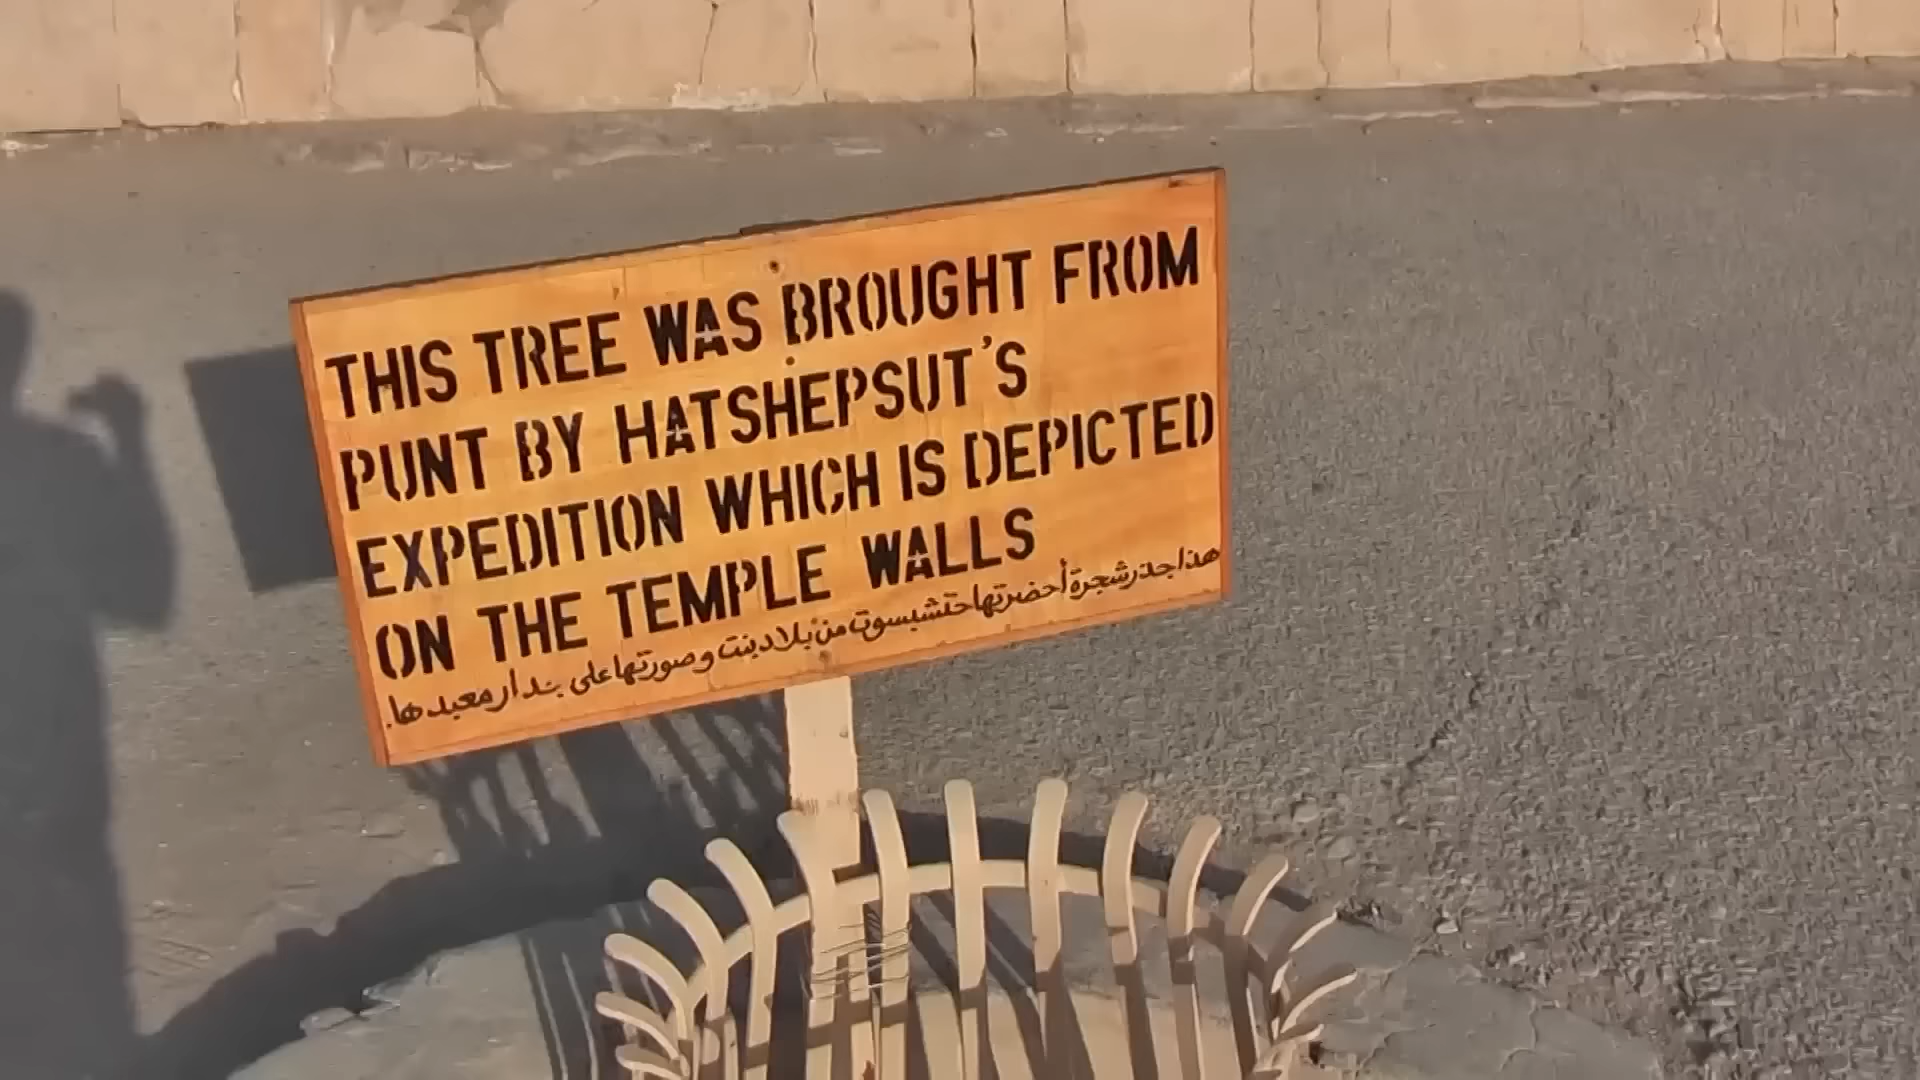 THIS TREE WAS BROUGHT FROM
PUNT BY HATSHEPSUT'S
EXPEDITION WHICH IS DEPICTED
ON THE TEMPLE WALLS
هذا جذر شجرة أحضرتها حتشبسوت من بلاد بنت وصورتها على جدار معبدها.